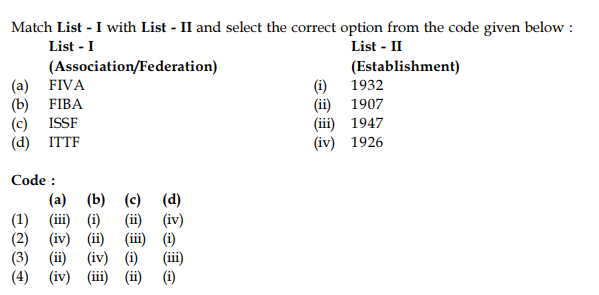 Match List - I with List - II and select the correct option from the code given below :
List - I List - II
(Association/Federation) (Establishment)
(a) FIVA (i) 1932
(b) FIBA (ii) 1907
(c) ISSF (iii) 1947
(d) ITTF (iv) 1926
Code :
(a) (b) (c) (d)
(1) (iii) (i) (ii) (iv)
(2) (iv) (ii) (iii) (i)
(3) (ii) (iv) (i) (iii)
(4) (iv) (iii) (ii) (i)